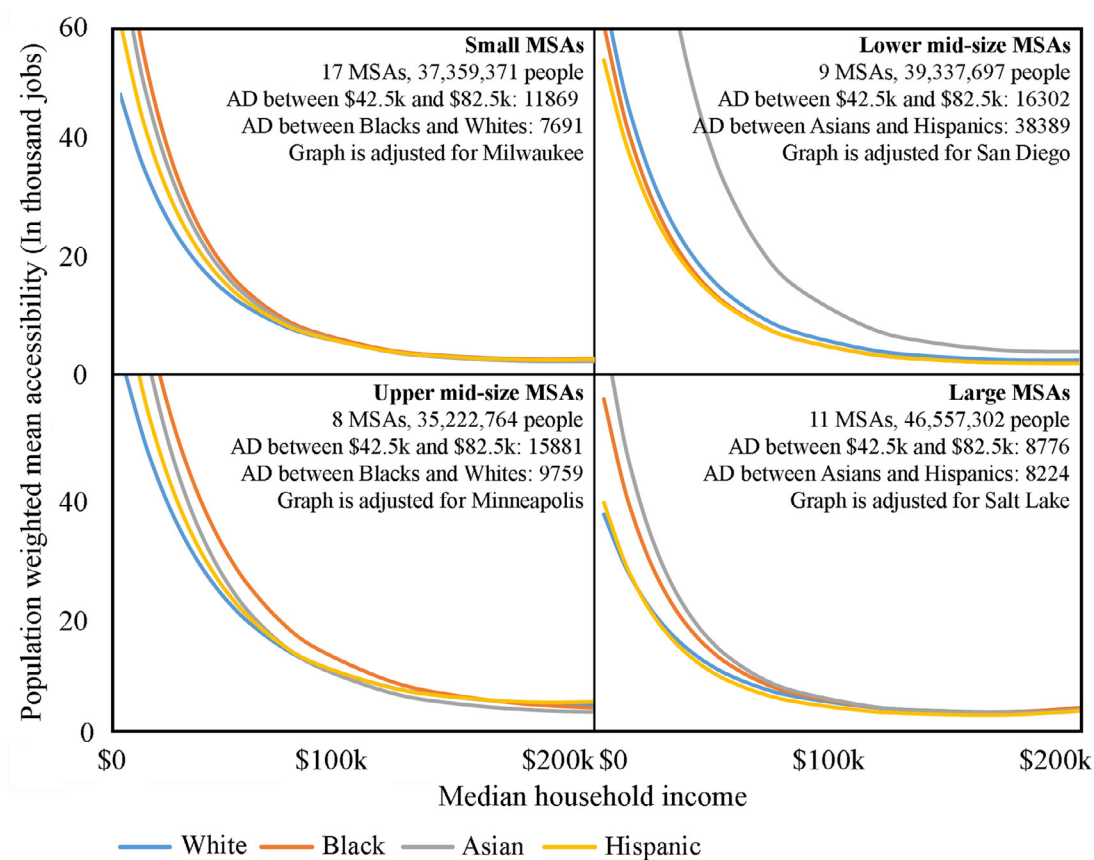 Population weighted mean accessibility (In thousand jobs)
60
40
20
0
Small MSAs
17 MSAs, 37,359,371 people
AD between $42.5k and $82.5k: 11869
AD between Blacks and Whites: 7691
Graph is adjusted for Milwaukee
Lower mid-size MSAs
9 MSAs, 39,337,697 people
AD between $42.5k and $82.5k: 16302
AD between Asians and Hispanics: 38389
Graph is adjusted for San Diego
40
20
0
Upper mid-size MSAs
8 MSAs, 35,222,764 people
AD between $42.5k and $82.5k: 15881
AD between Blacks and Whites: 9759
Graph is adjusted for Minneapolis
Large MSAs
11 MSAs, 46,557,302 people
AD between $42.5k and $82.5k: 8776
AD between Asians and Hispanics: 8224
Graph is adjusted for Salt Lake
$0 $100k $200k $0 $100k $200k
Median household income
White Black Asian Hispanic